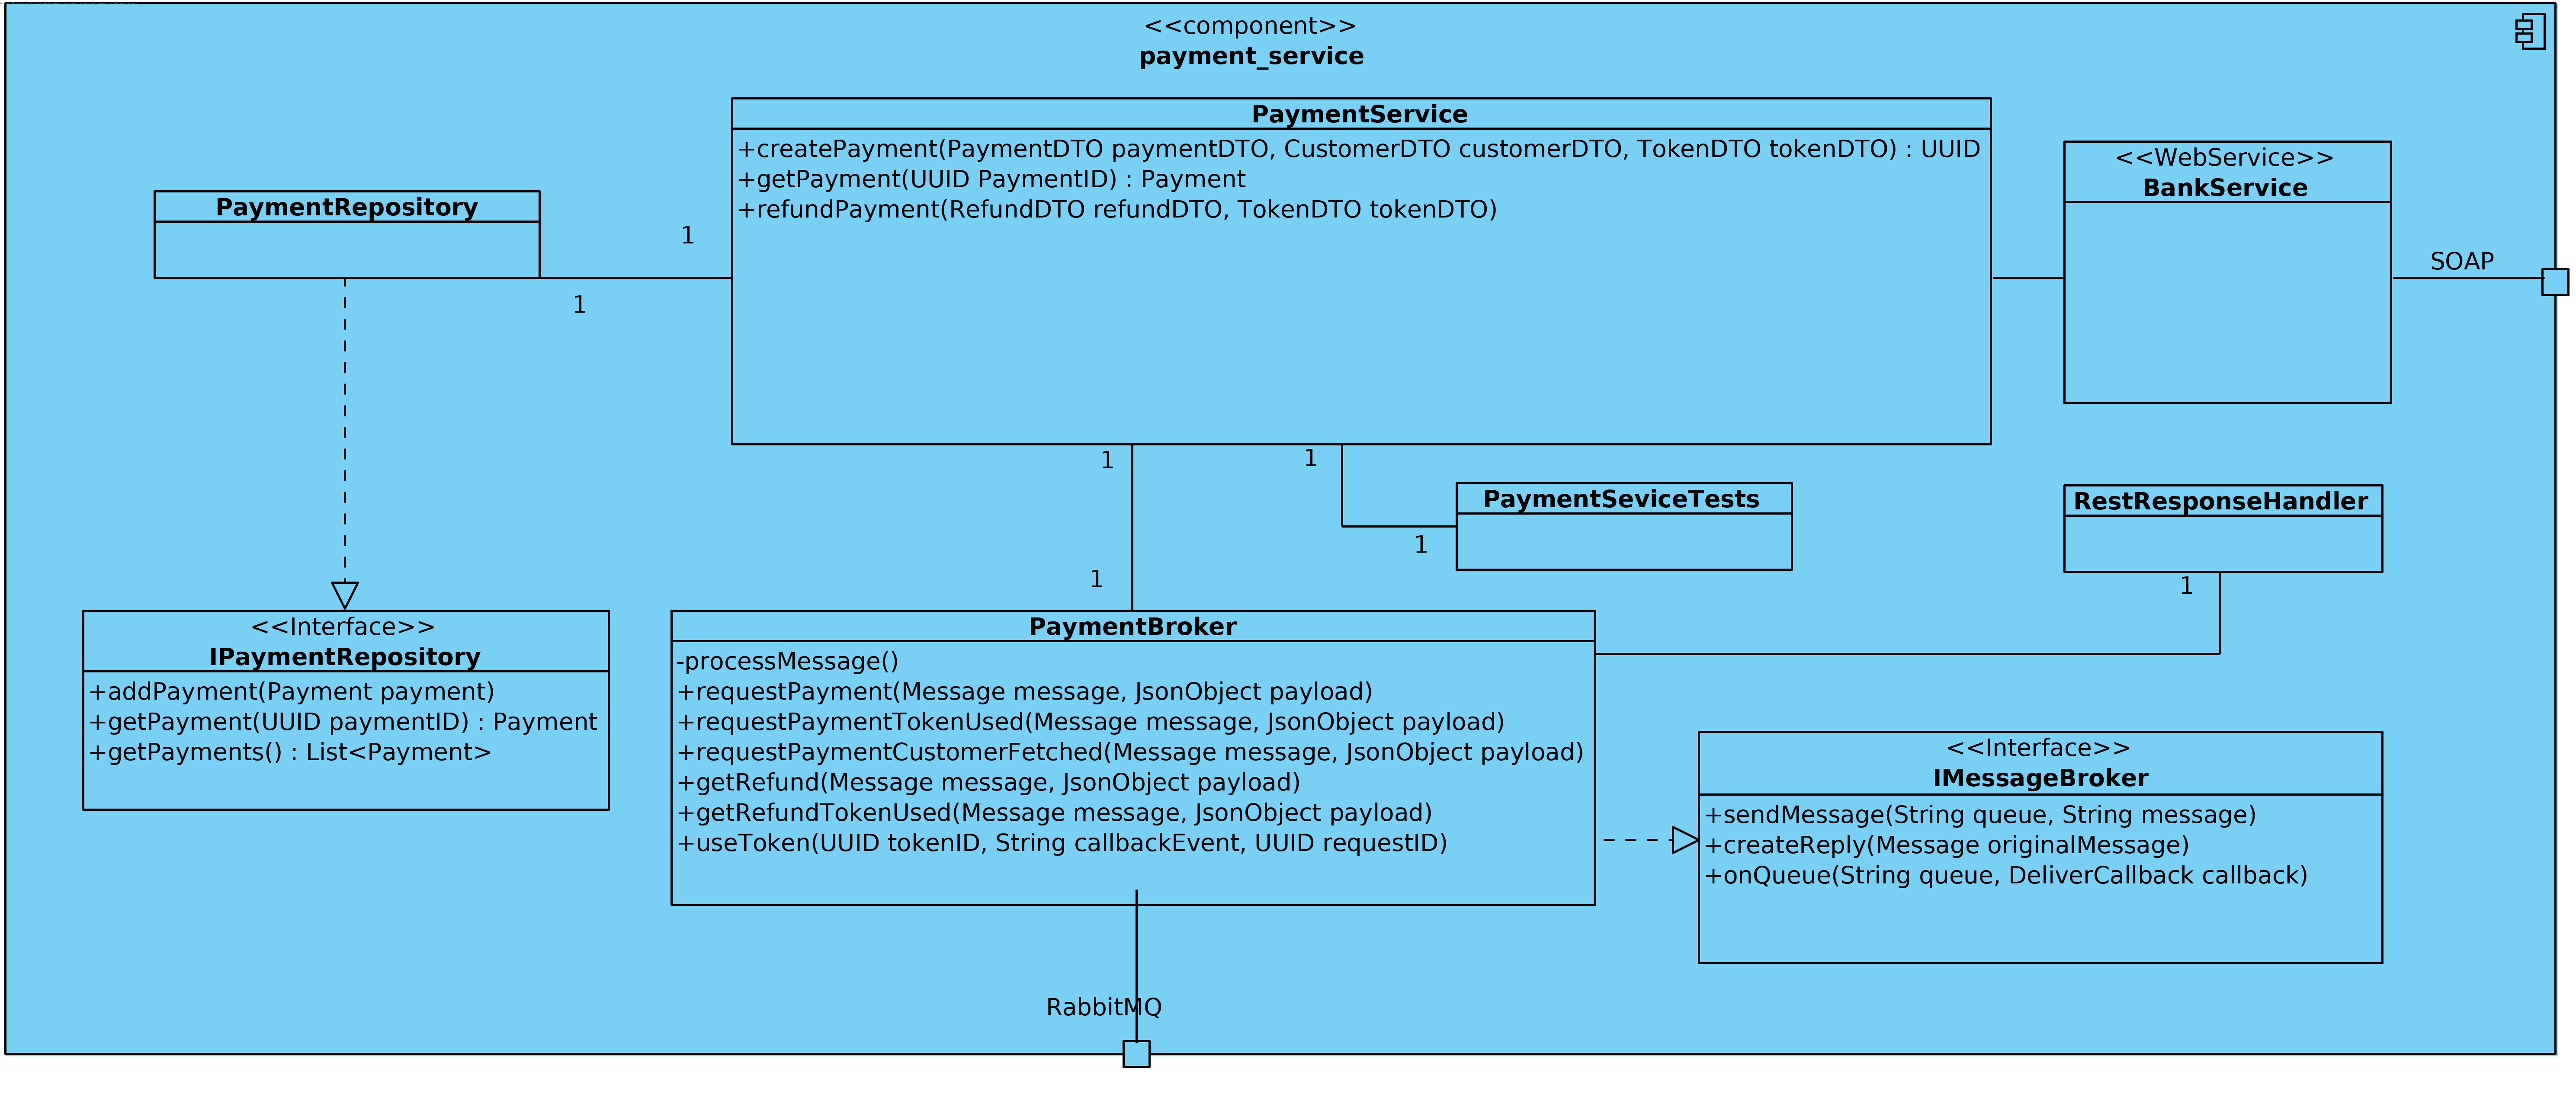 <<component>>
payment_service
PaymentService
+createPayment(PaymentDTO paymentDTO, CustomerDTO customerDTO, TokenDTO tokenDTO) : UUID
+getPayment(UUID PaymentID) : Payment
+refundPayment(RefundDTO refundDTO, TokenDTO tokenDTO)
<<WebService>>
BankService
SOAP
PaymentRepository
1
1
1
1
1
1
PaymentSeviceTests
RestResponseHandler
1
<<Interface>>
IPaymentRepository
+addPayment(Payment payment)
+getPayment(UUID paymentID) : Payment
+getPayments() : List<Payment>
PaymentBroker
-processMessage()
+requestPayment(Message message, JsonObject payload)
+requestPaymentTokenUsed(Message message, JsonObject payload)
+requestPaymentCustomerFetched(Message message, JsonObject payload)
+getRefund(Message message, JsonObject payload)
+getRefundTokenUsed(Message message, JsonObject payload)
+useToken(UUID tokenID, String callbackEvent, UUID requestID)
<<Interface>>
IMessageBroker
+sendMessage(String queue, String message)
+createReply(Message originalMessage)
+onQueue(String queue, DeliverCallback callback)
RabbitMQ